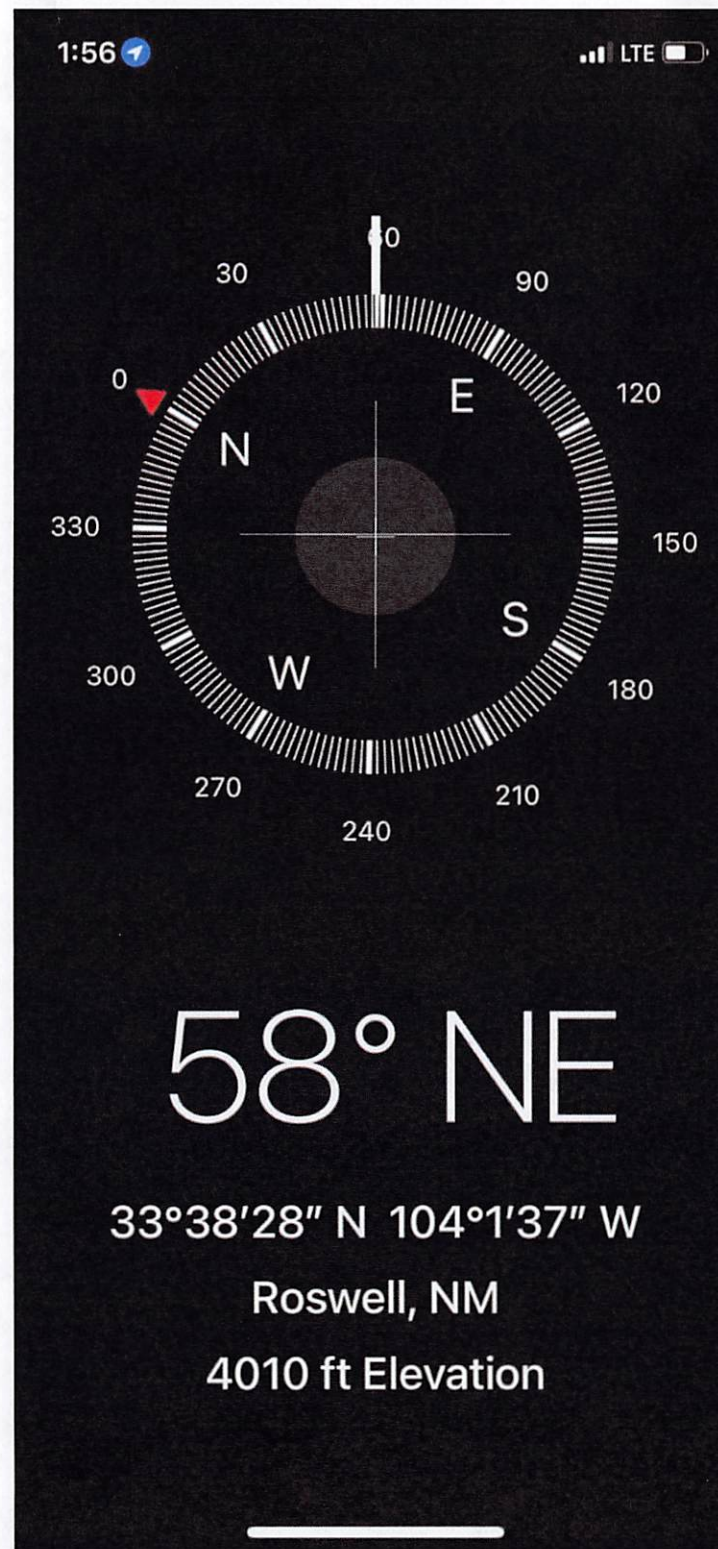 1:56 LTE
60
30 90
0 120
E
N
330 150
S
W
300 180
270 210
240
58° NE
33°38'28" N 104°1'37" W
Roswell, NM
4010 ft Elevation